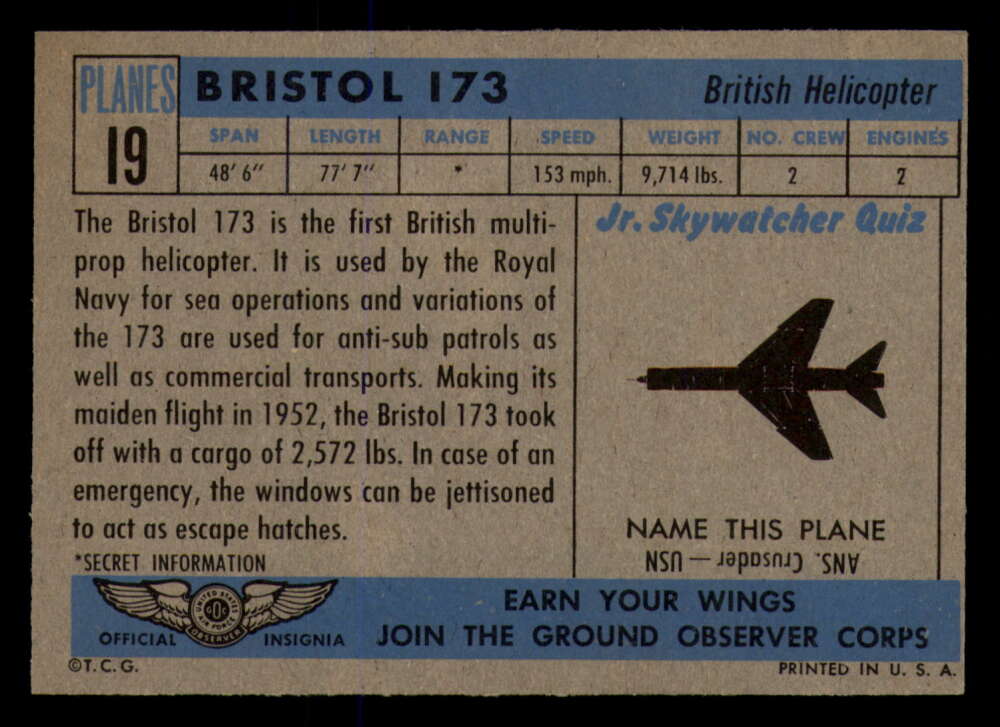 PLANES
19
BRISTOL 173
British Helicopter
SPAN LENGTH RANGE SPEED WEIGHT NO. CREW ENGINES
48' 6" 77' 7" * 153 mph. 9,714 lbs. 2 2
The Bristol 173 is the first British multi-
prop helicopter. It is used by the Royal
Navy for sea operations and variations of
the 173 are used for anti-sub patrols as
well as commercial transports. Making its
maiden flight in 1952, the Bristol 173 took
off with a cargo of 2,572 lbs. In case of an
emergency, the windows can be jettisoned
to act as escape hatches.
*SECRET INFORMATION
Jr. Skywatcher Quiz
NAME THIS PLANE
ANS. Crusader — USN
OFFICIAL
UNITED STATES
AIR FORCE
GOC
OBSERVER
INSIGNIA
EARN YOUR WINGS
JOIN THE GROUND OBSERVER CORPS
©T.C.G.
PRINTED IN U. S. A.